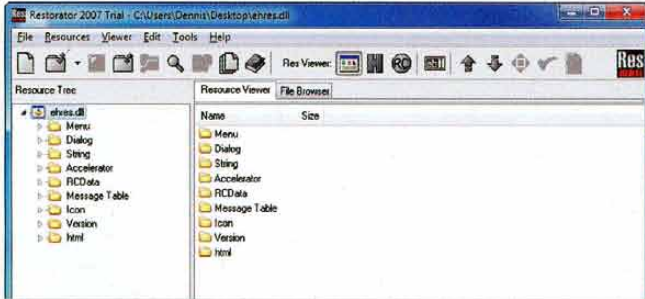 Restorator 2007 Trial - C:\Users\Dennis\Desktop\ehres.dll
File Resources Viewer Edit Tools Help
Res Viewer:
Res
Resource Tree
ehres.dll
Menu
Dialog
String
Accelerator
RCData
Message Table
Icon
Version
html
Resource Viewer File Browser
Name Size
Menu
Dialog
String
Accelerator
RCData
Message Table
Icon
Version
html